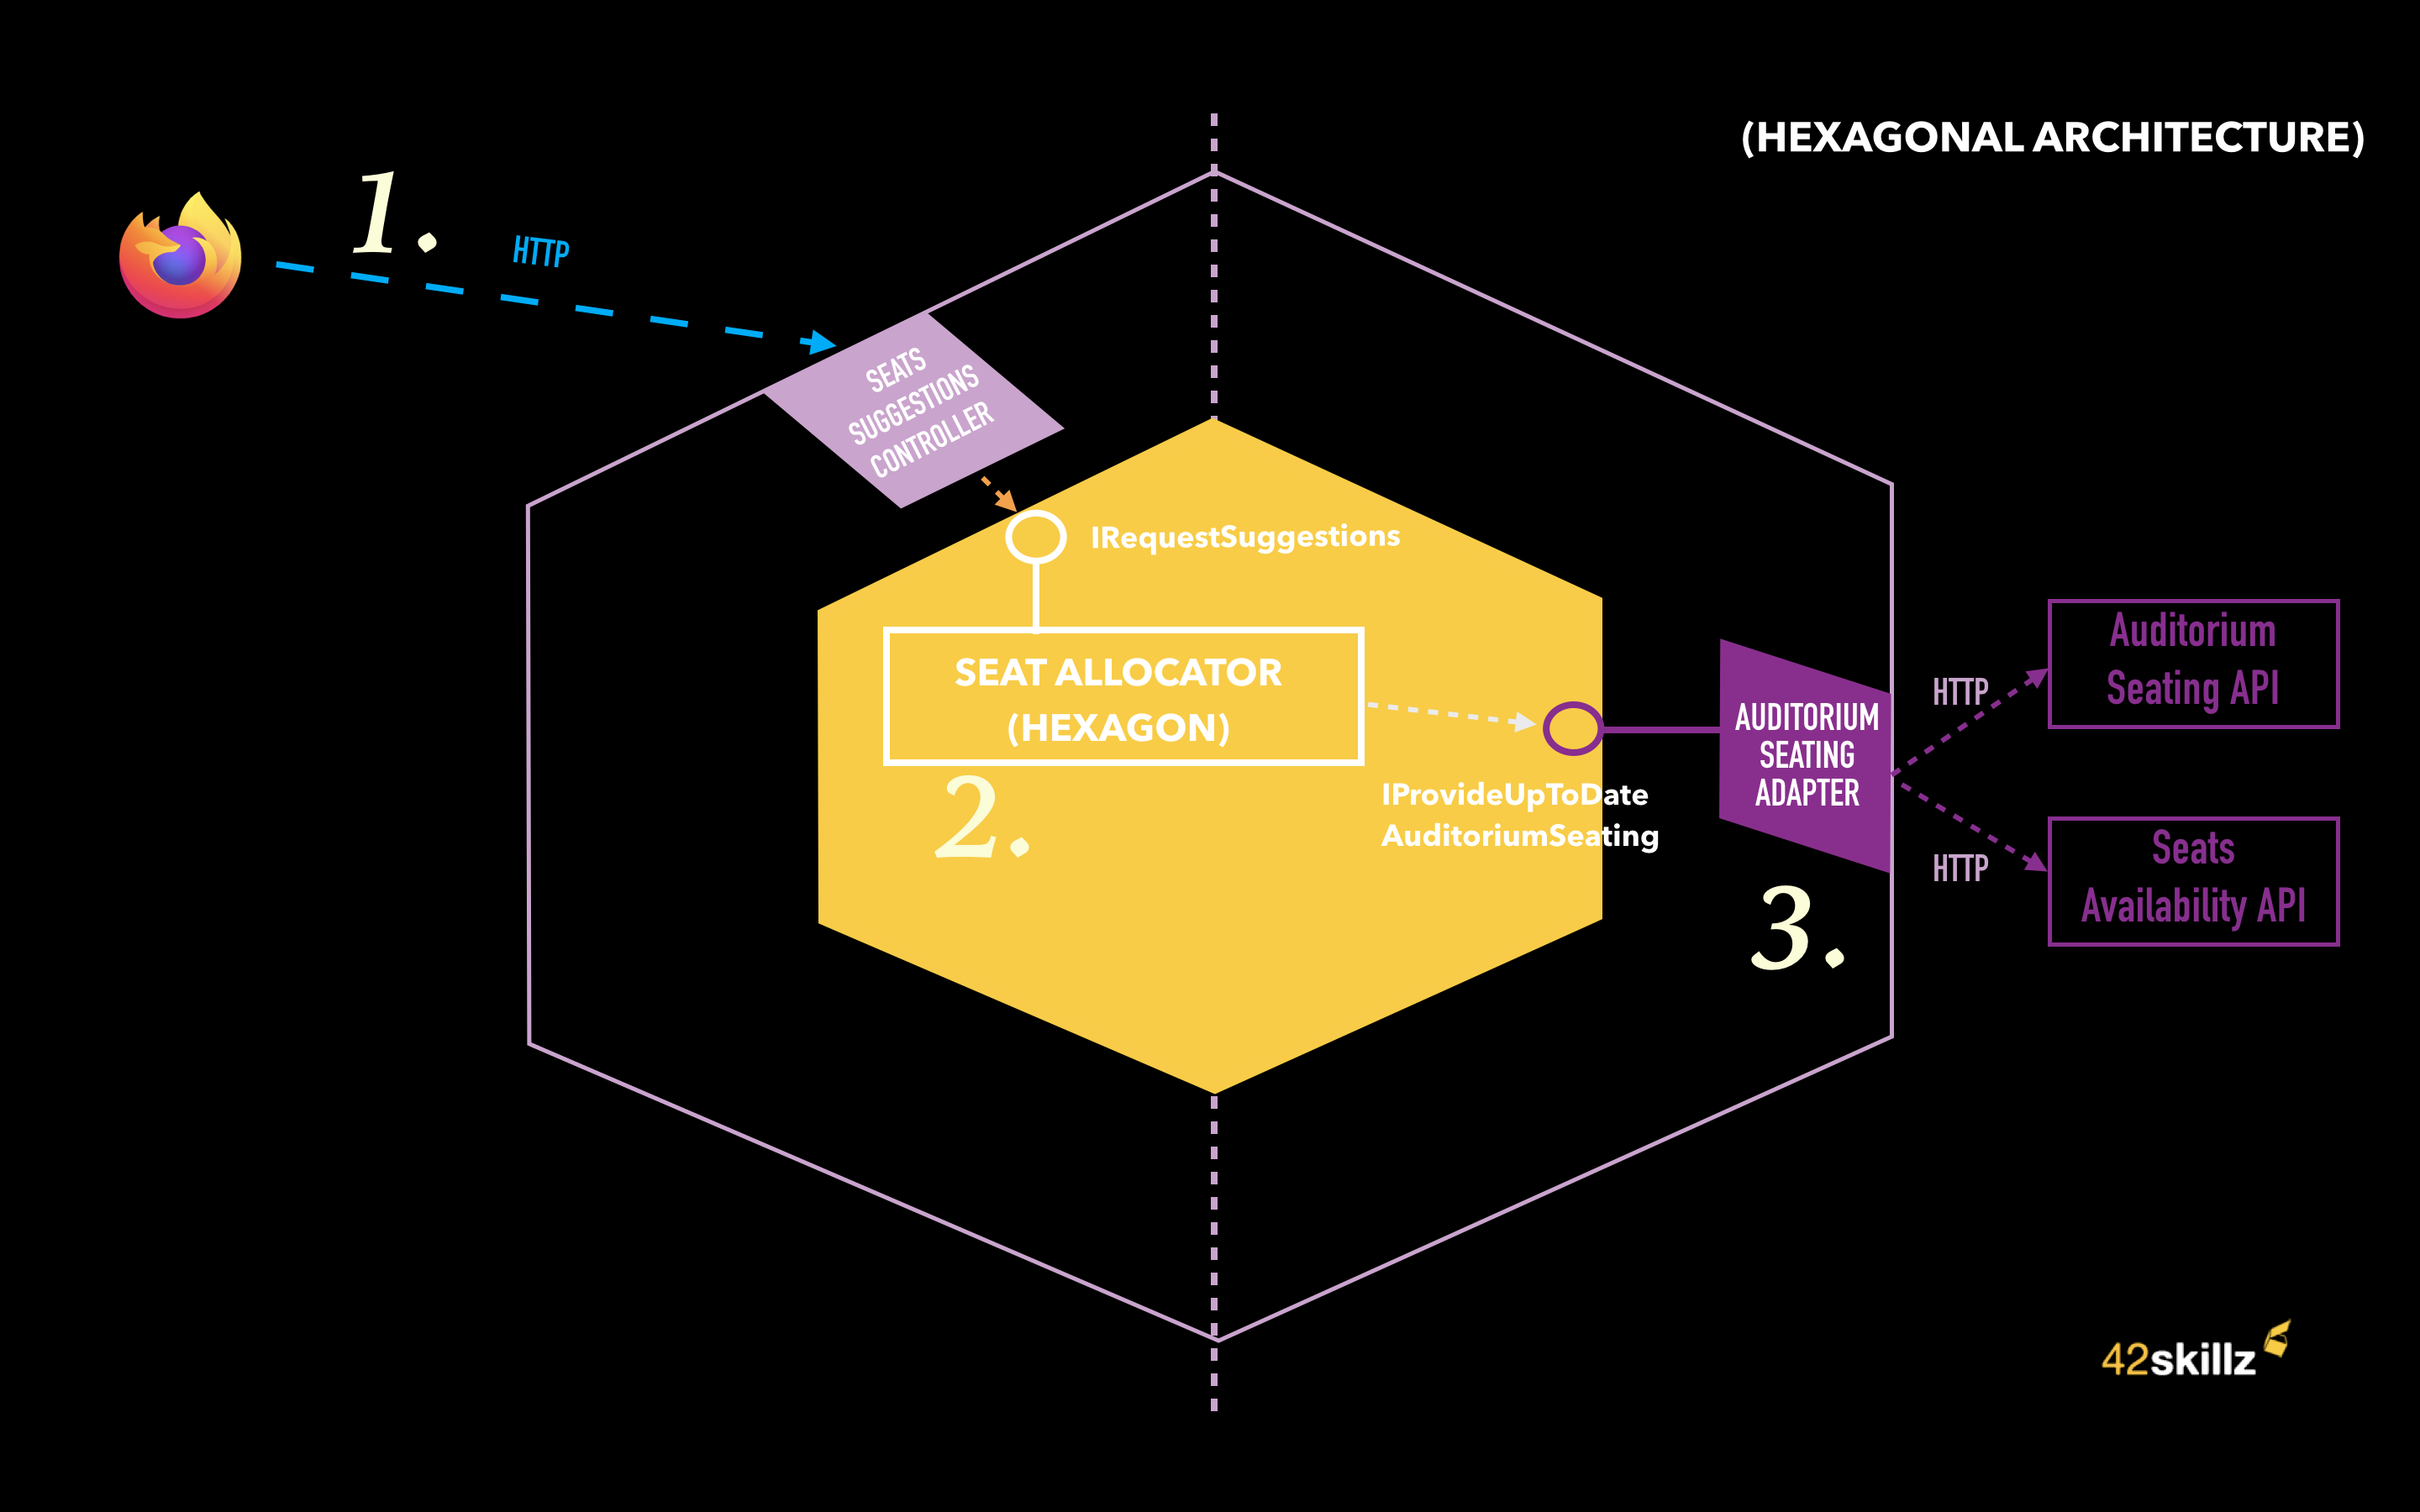 (HEXAGONAL ARCHITECTURE)
1.
HTTP
SEATS
SUGGESTIONS
CONTROLLER
IRequestSuggestions
SEAT ALLOCATOR
(HEXAGON)
2.
IProvideUpToDate
AuditoriumSeating
AUDITORIUM
SEATING
ADAPTER
3.
HTTP
HTTP
Auditorium
Seating API
Seats
Availability API
42skillz